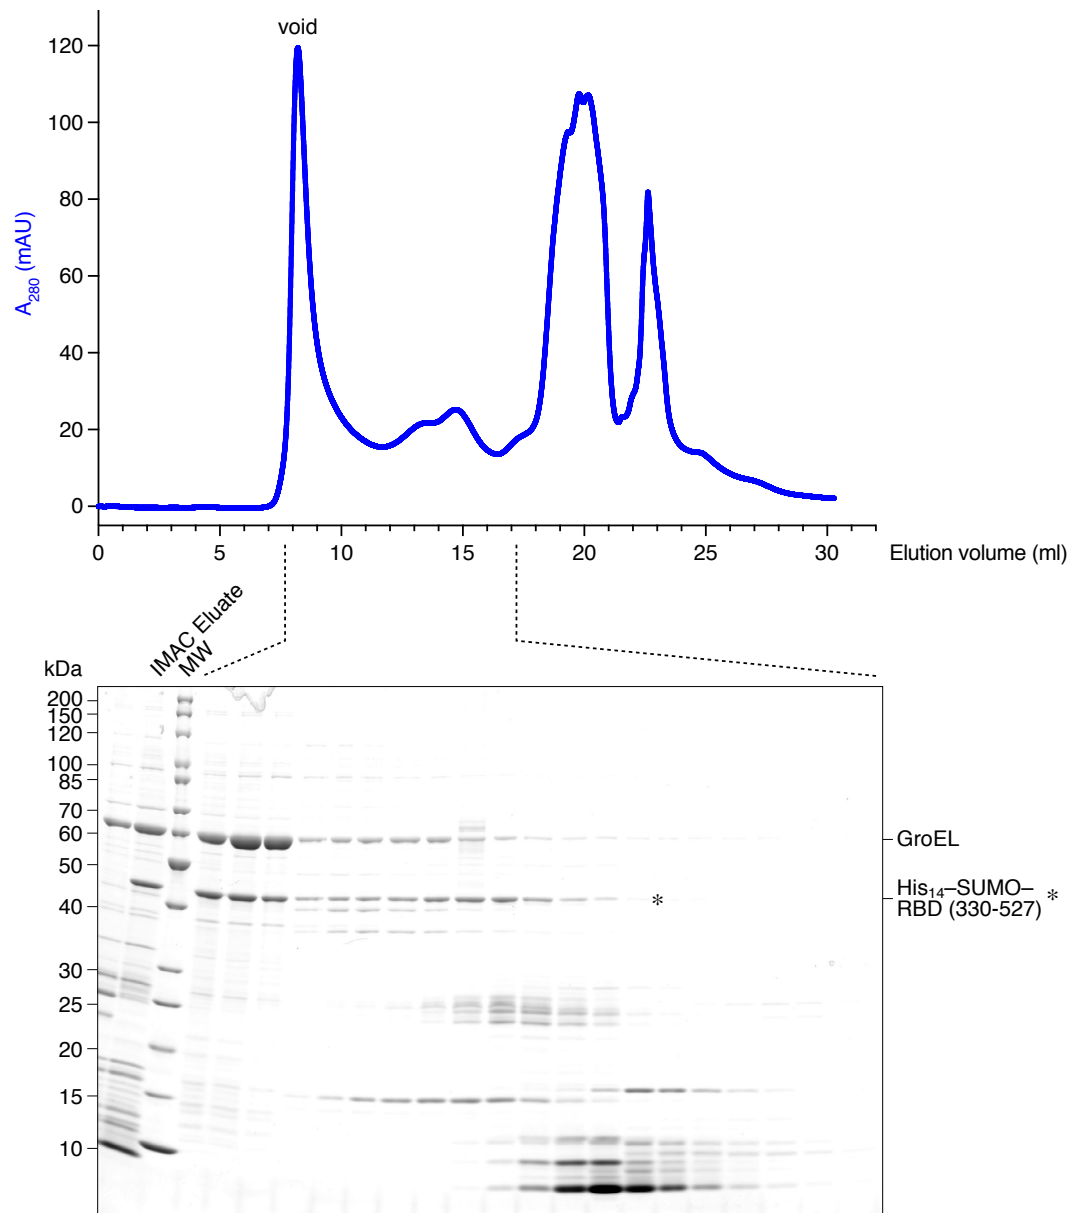 void
120
100
80
60
40
20
0
A280 (mAU)
0 5 10 15 20 25 30
Elution volume (ml)
IMAC Eluate
MW
kDa
200
150
120
100
85
70
60
50
40
30
25
20
15
10
*
GroEL
His14–SUMO–
RBD (330-527) *